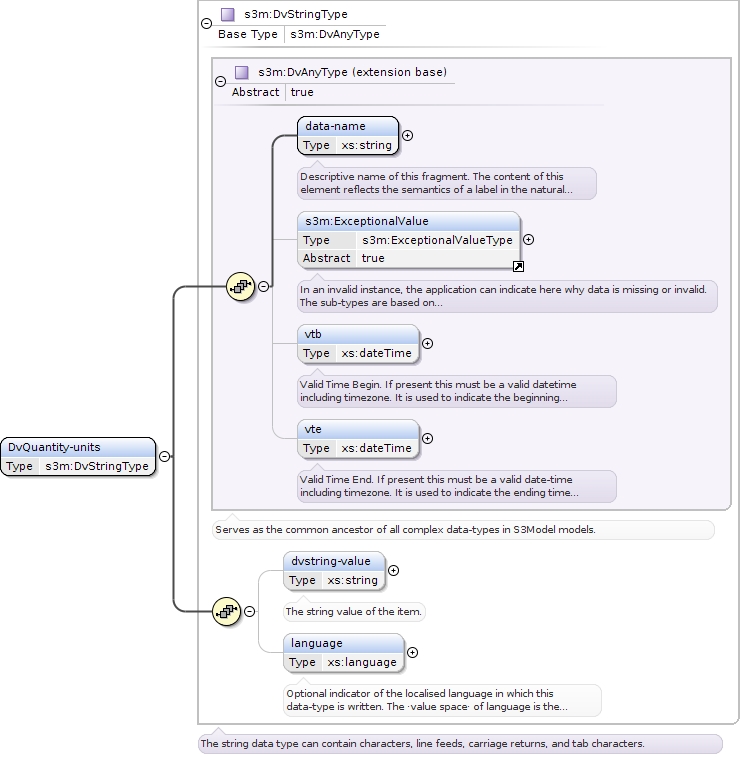 s3m:DvStringType
Base Type s3m:DvAnyType
s3m:DvAnyType (extension base)
Abstract true
data-name
Type xs:string
Descriptive name of this fragment. The content of this
element reflects the semantics of a label in the natural...
s3m:ExceptionalValue
Type s3m:ExceptionalValueType
Abstract true
In an invalid instance, the application can indicate here why data is missing or invalid.
The sub-types are based on...
vtb
Type xs:dateTime
Valid Time Begin. If present this must be a valid datetime
including timezone. It is used to indicate the beginning...
vte
Type xs:dateTime
Valid Time End. If present this must be a valid date-time
including timezone. It is used to indicate the ending time...
DvQuantity-units
Type s3m:DvStringType
Serves as the common ancestor of all complex data-types in S3Model models.
dvstring-value
Type xs:string
The string value of the item.
language
Type xs:language
Optional indicator of the localised language in which this
data-type is written. The ·value space· of language is the...
The string data type can contain characters, line feeds, carriage returns, and tab characters.